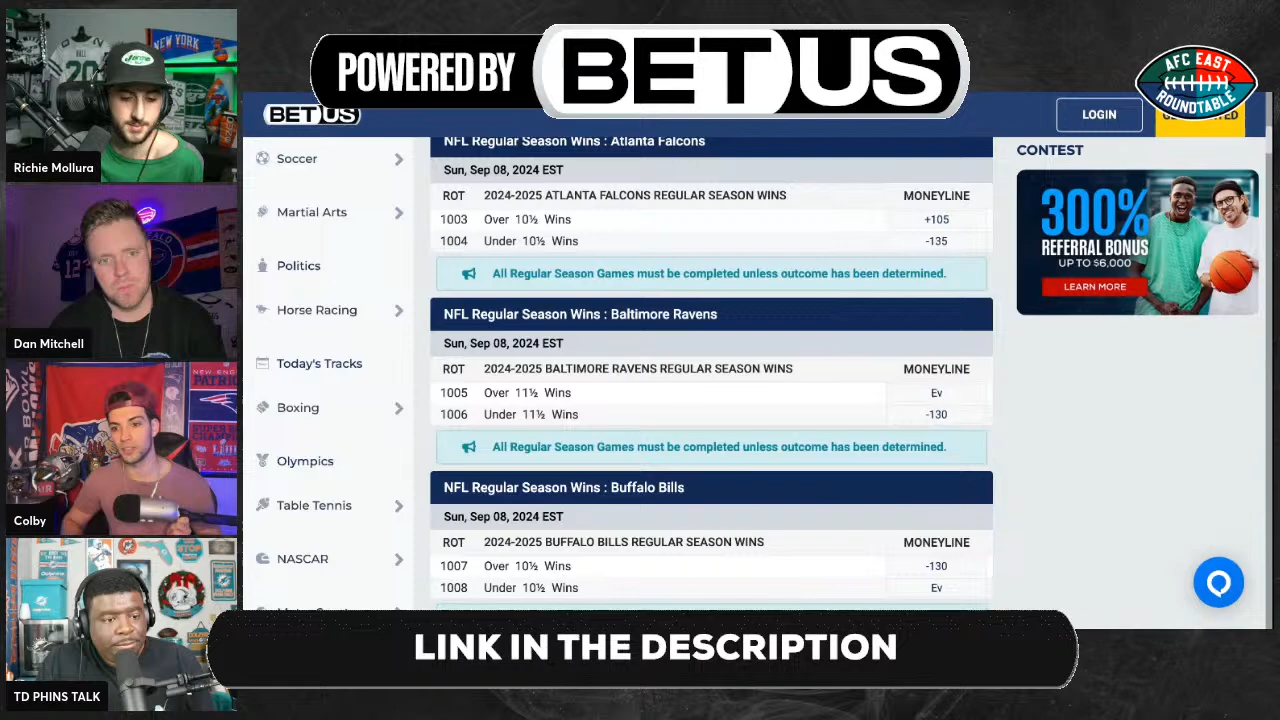 POWERED BY BETUS
AFC EAST
ROUNDTABLE
BETUS
LOGIN
NEW YORK
HALL
20
Jets
Richie Mollura
12
Dan Mitchell
Colby
TD PHINS TALK
Soccer
Martial Arts
Politics
Horse Racing
Today's Tracks
Boxing
Olympics
Table Tennis
NASCAR
NFL Regular Season Wins : Atlanta Falcons
Sun, Sep 08, 2024 EST
ROT 2024-2025 ATLANTA FALCONS REGULAR SEASON WINS MONEYLINE
1003 Over 10½ Wins +105
1004 Under 10½ Wins -135
All Regular Season Games must be completed unless outcome has been determined.
NFL Regular Season Wins : Baltimore Ravens
Sun, Sep 08, 2024 EST
ROT 2024-2025 BALTIMORE RAVENS REGULAR SEASON WINS MONEYLINE
1005 Over 11½ Wins Ev
1006 Under 11½ Wins -130
All Regular Season Games must be completed unless outcome has been determined.
NFL Regular Season Wins : Buffalo Bills
Sun, Sep 08, 2024 EST
ROT 2024-2025 BUFFALO BILLS REGULAR SEASON WINS MONEYLINE
1007 Over 10½ Wins -130
1008 Under 10½ Wins Ev
CONTEST
300%
REFERRAL BONUS
UP TO $6,000
LEARN MORE
LINK IN THE DESCRIPTION